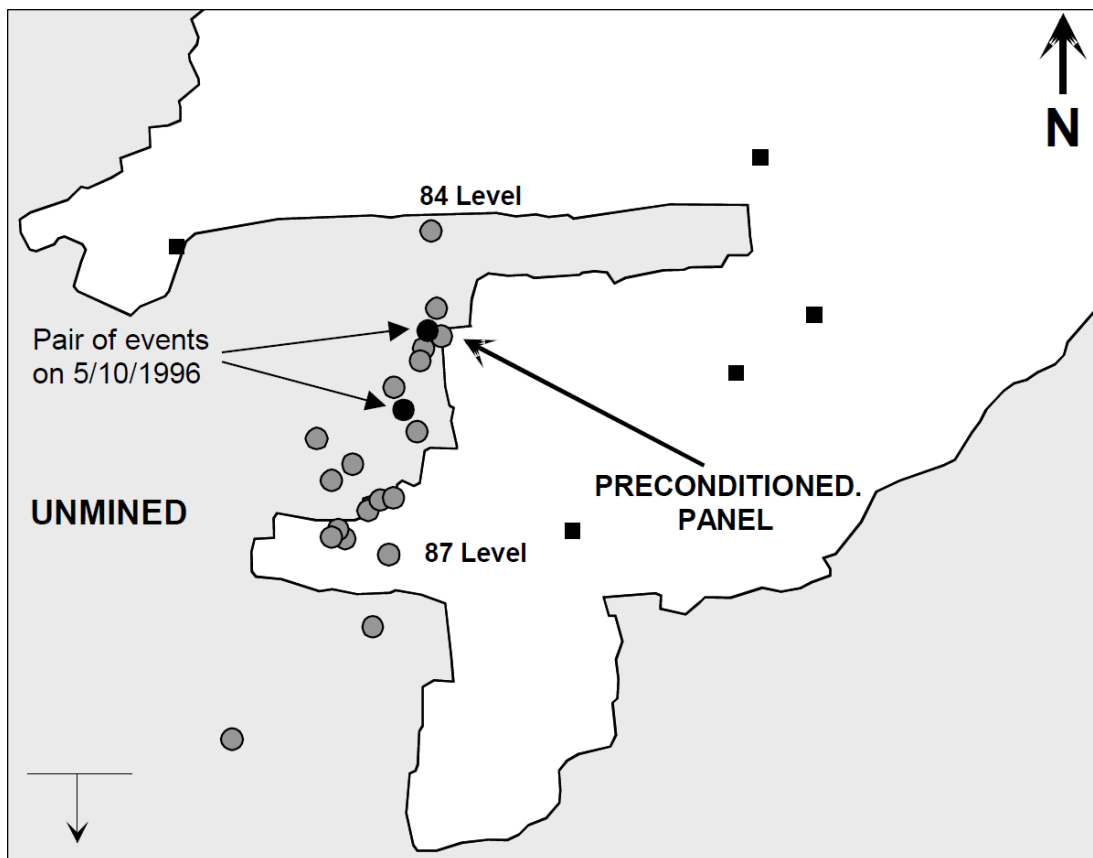 N
84 Level
Pair of events
on 5/10/1996
PRECONDITIONED.
PANEL
UNMINED
87 Level